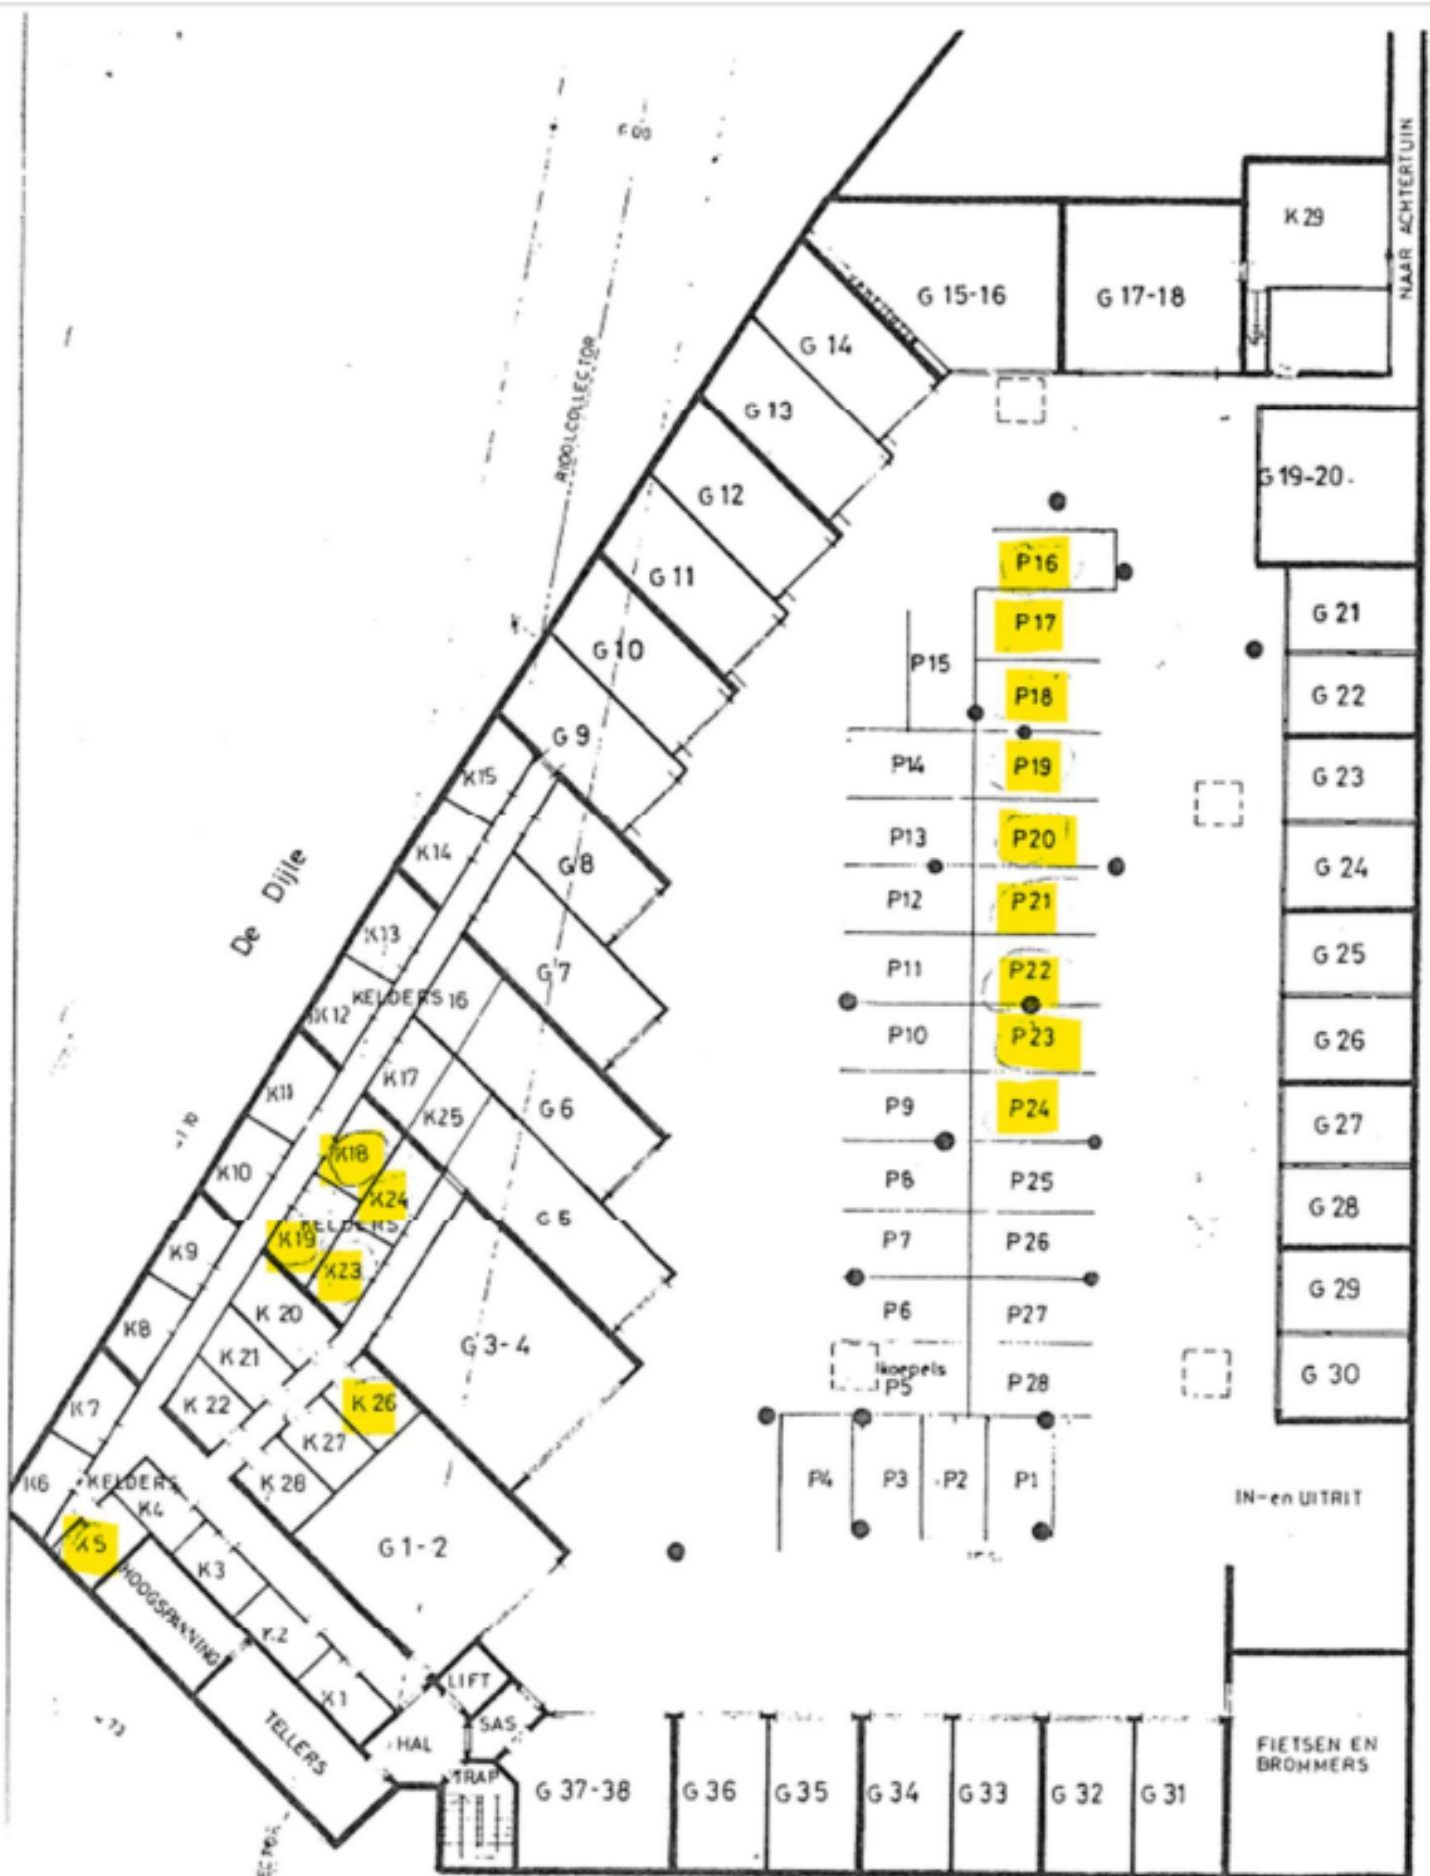 NAAR ACHTERTUIN
K 29
G 15-16
G 17-18
G 14
G 13
G 12
G 11
G 10
G 9
RIOOLCOLLECTOR
G 19-20
P16
P17
P18
P19
P20
P21
P22
P23
P24
P25
P26
P27
P28
P15
P14
P13
P12
P11
P10
P9
P8
P7
P6
koepels
P5
P4
P3
P2
P1
G 21
G 22
G 23
G 24
G 25
G 26
G 27
G 28
G 29
G 30
IN-en UITRIT
FIETSEN EN
BROMMERS
De Dijle
K15
K14
K13
K12
K11
K10
K9
K8
K7
K6
KELDERS 16
K17
K25
K18
K24
KELDERS
K19
K23
K 20
K 21
K 22
K 26
K27
K 28
G 8
G 7
G 6
G 5
G 3-4
G 1-2
KELDERS
K4
K5
K3
K2
K1
HOOGSPANNING
TELLERS
LIFT
SAS
HAL
TRAP
G 37-38
G 36
G 35
G 34
G 33
G 32
G 31